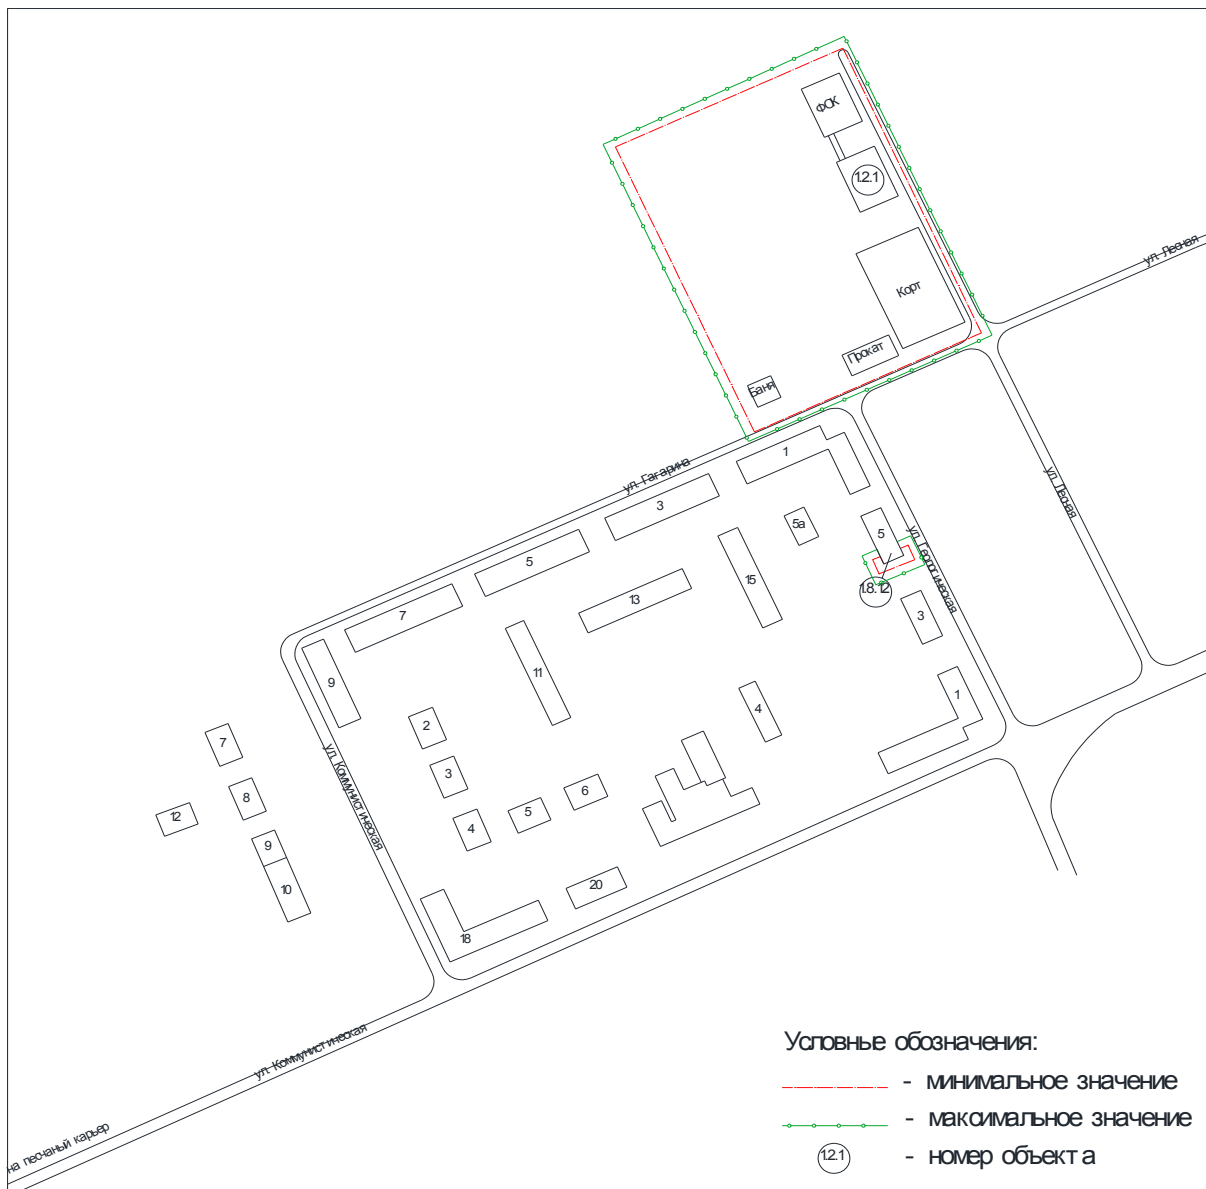 ФСК
1.2.1
ул. Лесная
Корт
Прокат
Баня
1
ул. Гагарина
3
5а
5
ул. Лесная
5
ул. Геологическая
15
1.8.12
13
3
7
11
9
1
4
2
7
ул. Коммунистическая
3
8
6
5
12
4
9
10
20
18
ул. Коммунистическая
на песчаный карьер
Условные обозначения:
- минимальное значение
- максимальное значение
1.2.1 - номер объекта